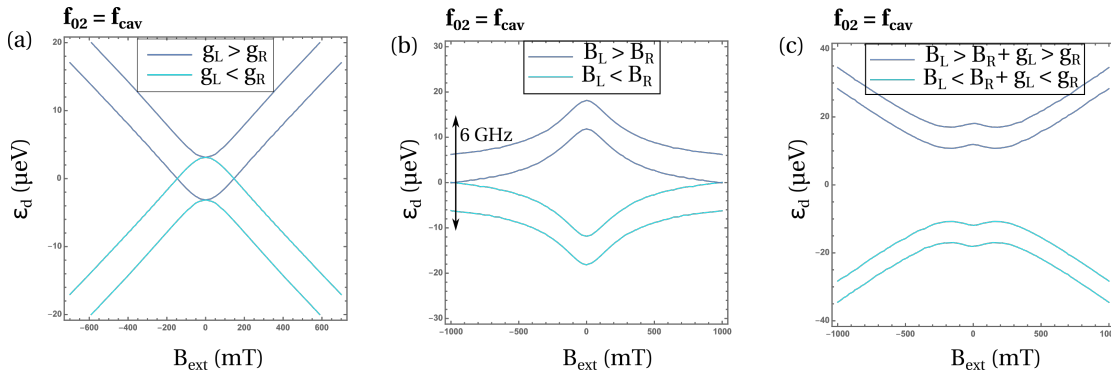 f02 = fcav
(a)
gL > gR
gL < gR
20
10
0
−10
−20
εd (µeV)
−600 −400 −200 0 200 400 600
Bext (mT)
f02 = fcav
(b)
BL > BR
BL < BR
6 GHz
30
20
10
0
−10
−20
−30
εd (µeV)
−1000 −500 0 500 1000
Bext (mT)
f02 = fcav
(c)
BL > BR + gL > gR
BL < BR + gL < gR
40
20
0
−20
−40
εd (µeV)
−1000 −500 0 500 1000
Bext (mT)